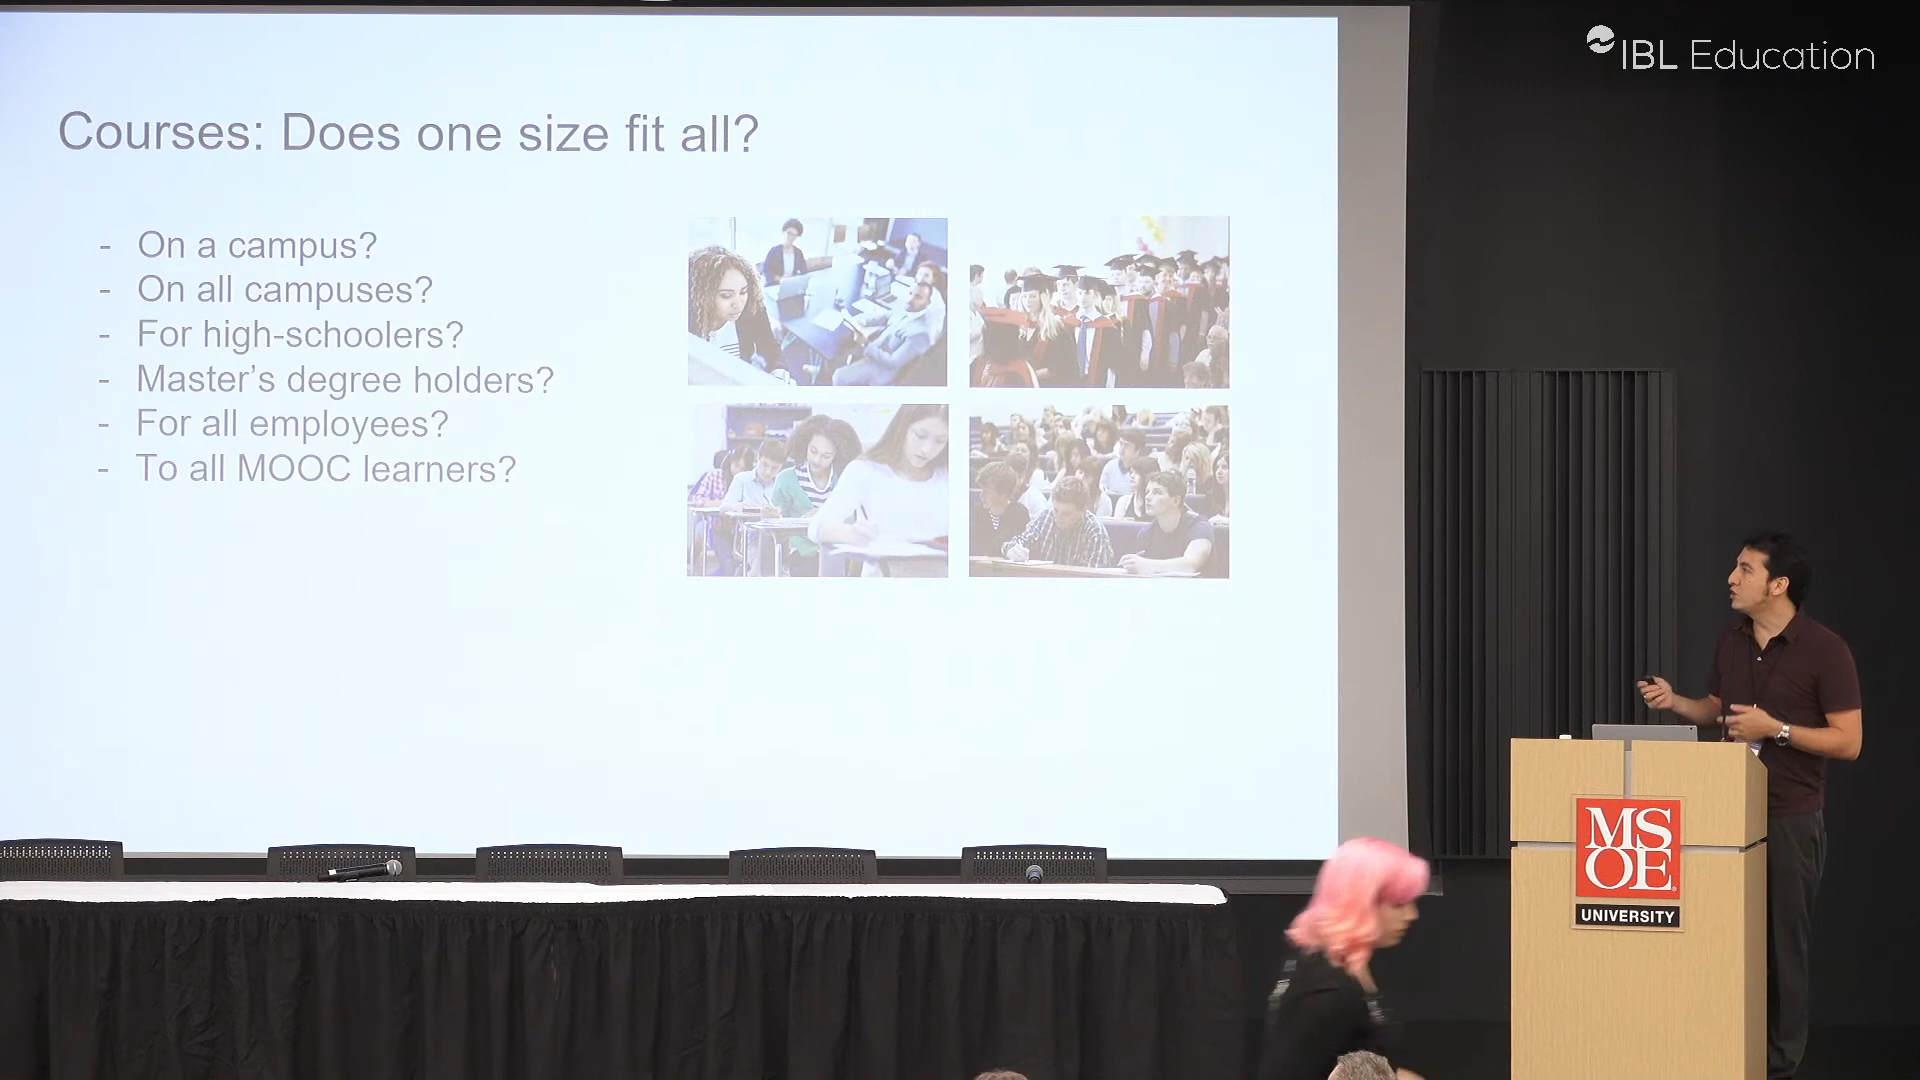 IBL Education
Courses: Does one size fit all?
- On a campus?
- On all campuses?
- For high-schoolers?
- Master's degree holders?
- For all employees?
- To all MOOC learners?
MS
OE
UNIVERSITY